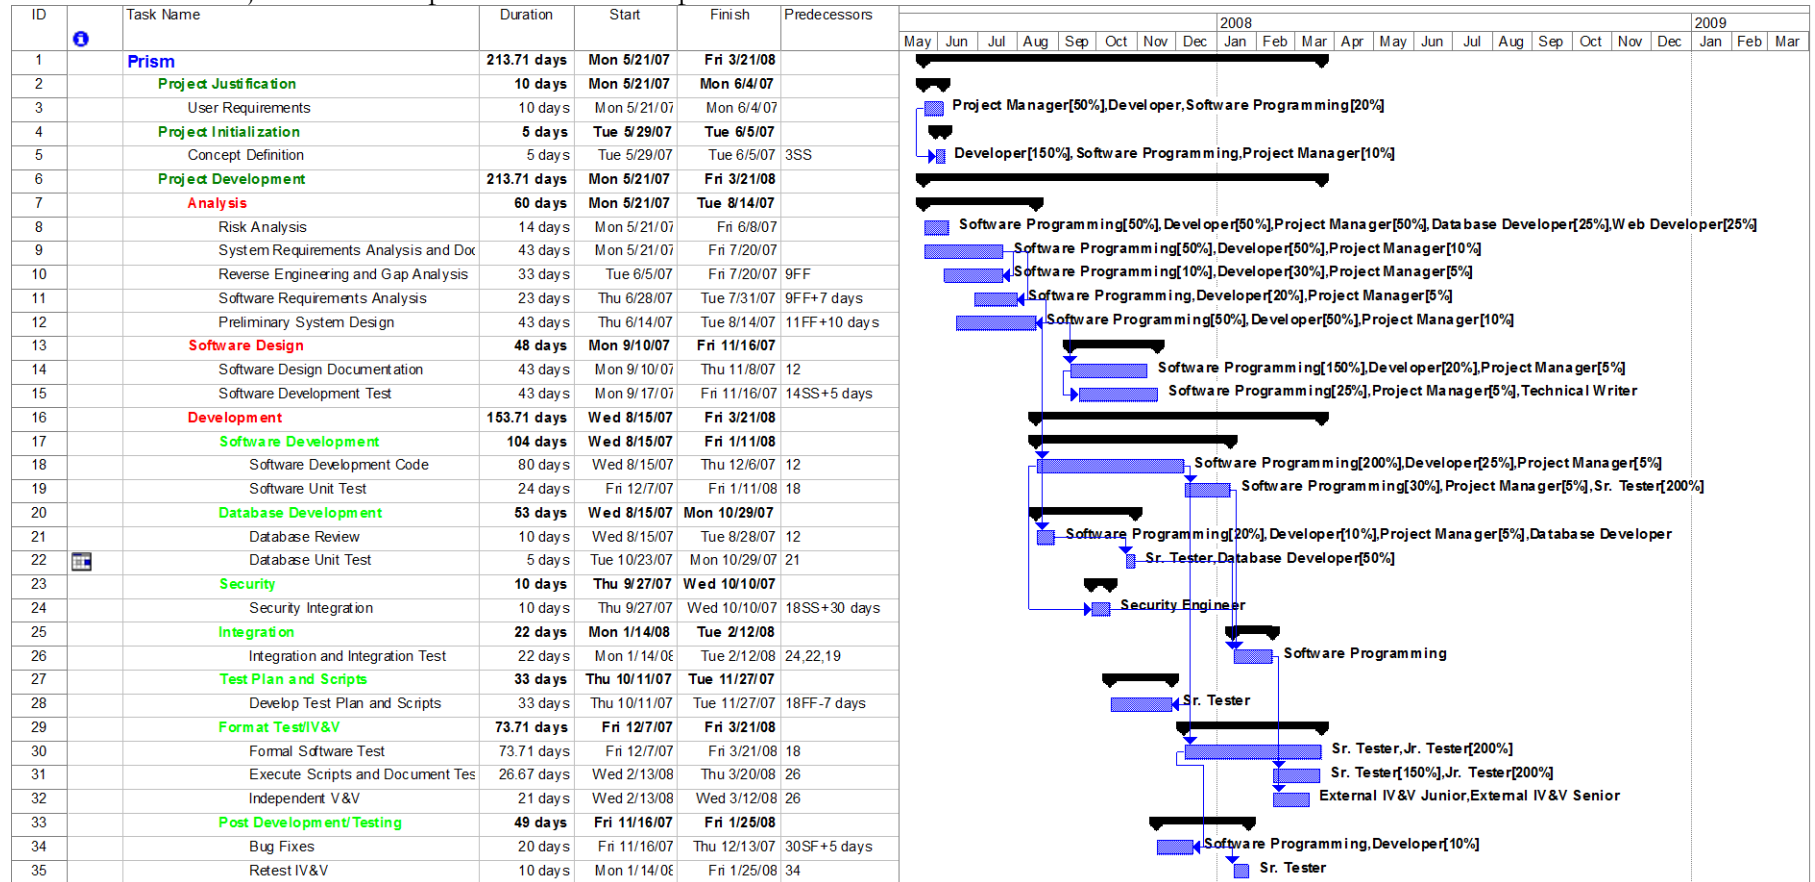 ID Task Name Duration Start Finish Predecessors
2008 2009
May Jun Jul Aug Sep Oct Nov Dec Jan Feb Mar Apr May Jun Jul Aug Sep Oct Nov Dec Jan Feb Mar
1 Prism 213.71 days Mon 5/21/07 Fri 3/21/08
2 Project Justification 10 days Mon 5/21/07 Mon 6/4/07
3 User Requirements 10 days Mon 5/21/07 Mon 6/4/07 Project Manager[50%],Developer,Software Programming[20%]
4 Project Initialization 5 days Tue 5/29/07 Tue 6/5/07
5 Concept Definition 5 days Tue 5/29/07 Tue 6/5/07 3SS Developer[150%],Software Programming,Project Manager[10%]
6 Project Development 213.71 days Mon 5/21/07 Fri 3/21/08
7 Analysis 60 days Mon 5/21/07 Tue 8/14/07
8 Risk Analysis 14 days Mon 5/21/07 Fri 6/8/07 Software Programming[50%],Developer[50%],Project Manager[50%],Database Developer[25%],Web Developer[25%]
9 System Requirements Analysis and Doc 43 days Mon 5/21/07 Fri 7/20/07 Software Programming[50%],Developer[50%],Project Manager[10%]
10 Reverse Engineering and Gap Analysis 33 days Tue 6/5/07 Fri 7/20/07 9FF Software Programming[10%],Developer[30%],Project Manager[5%]
11 Software Requirements Analysis 23 days Thu 6/28/07 Tue 7/31/07 9FF+7 days Software Programming,Developer[20%],Project Manager[5%]
12 Preliminary System Design 43 days Thu 6/14/07 Tue 8/14/07 11FF+10 days Software Programming[50%],Developer[50%],Project Manager[10%]
13 Software Design 48 days Mon 9/10/07 Fri 11/16/07
14 Software Design Documentation 43 days Mon 9/10/07 Thu 11/8/07 12 Software Programming[150%],Developer[20%],Project Manager[5%]
15 Software Development Test 43 days Mon 9/17/07 Fri 11/16/07 14SS+5 days Software Programming[25%],Project Manager[5%],Technical Writer
16 Development 153.71 days Wed 8/15/07 Fri 3/21/08
17 Software Development 104 days Wed 8/15/07 Fri 1/11/08
18 Software Development Code 80 days Wed 8/15/07 Thu 12/6/07 12 Software Programming[200%],Developer[25%],Project Manager[5%]
19 Software Unit Test 24 days Fri 12/7/07 Fri 1/11/08 18 Software Programming[30%],Project Manager[5%],Sr. Tester[200%]
20 Database Development 53 days Wed 8/15/07 Mon 10/29/07
21 Database Review 10 days Wed 8/15/07 Tue 8/28/07 12 Software Programming[20%],Developer[10%],Project Manager[5%],Database Developer
22 Database Unit Test 5 days Tue 10/23/07 Mon 10/29/07 21 Sr. Tester,Database Developer[50%]
23 Security 10 days Thu 9/27/07 Wed 10/10/07
24 Security Integration 10 days Thu 9/27/07 Wed 10/10/07 18SS+30 days Security Engineer
25 Integration 22 days Mon 1/14/08 Tue 2/12/08
26 Integration and Integration Test 22 days Mon 1/14/08 Tue 2/12/08 24,22,19 Software Programming
27 Test Plan and Scripts 33 days Thu 10/11/07 Tue 11/27/07
28 Develop Test Plan and Scripts 33 days Thu 10/11/07 Tue 11/27/07 18FF-7 days Sr. Tester
29 Format Test/IV&V 73.71 days Fri 12/7/07 Fri 3/21/08
30 Formal Software Test 73.71 days Fri 12/7/07 Fri 3/21/08 18 Sr. Tester,Jr. Tester[200%]
31 Execute Scripts and Document Tes 26.67 days Wed 2/13/08 Thu 3/20/08 26 Sr. Tester[150%],Jr. Tester[200%]
32 Independent V&V 21 days Wed 2/13/08 Wed 3/12/08 26 External IV&V Junior,External IV&V Senior
33 Post Development/Testing 49 days Fri 11/16/07 Fri 1/25/08
34 Bug Fixes 20 days Fri 11/16/07 Thu 12/13/07 30SF+5 days Software Programming,Developer[10%]
35 Retest IV&V 10 days Mon 1/14/08 Fri 1/25/08 34 Sr. Tester